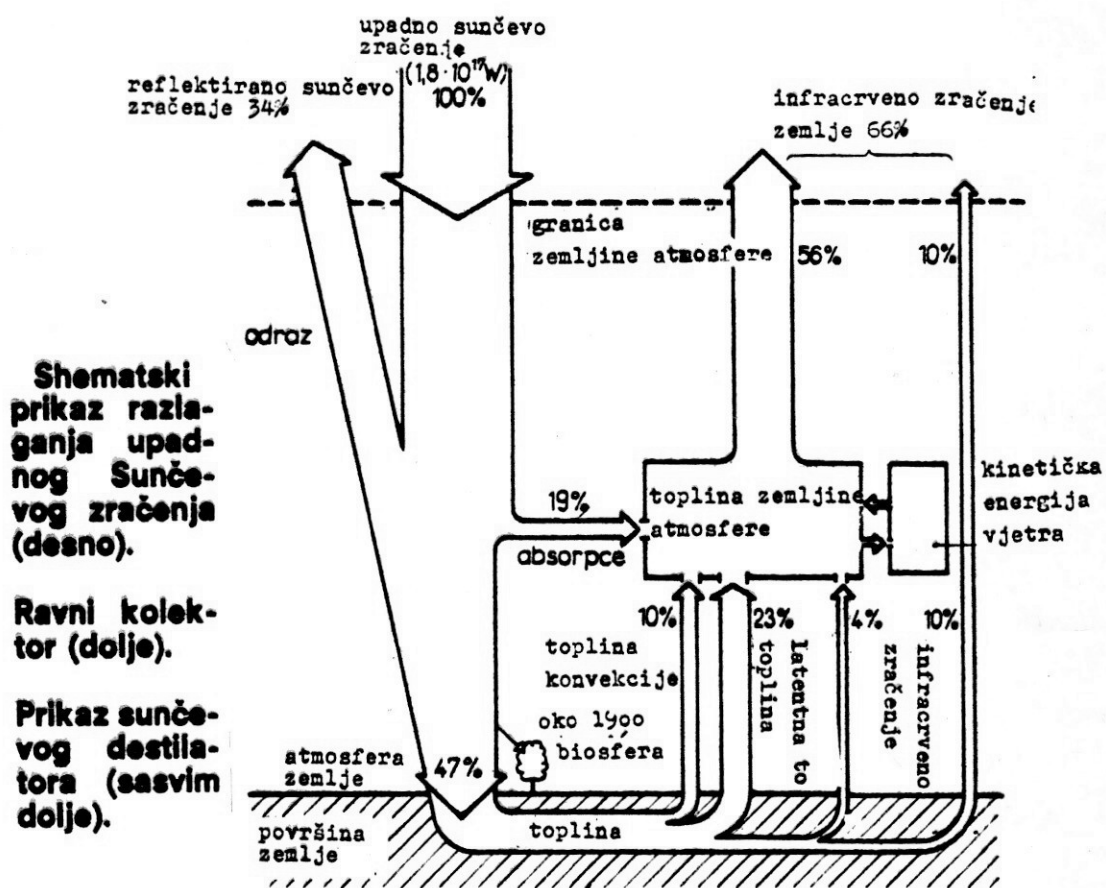 upadno sunčevo
zračenje
(1,8·10¹⁷W)
100%
reflektirano sunčevo
zračenje 34%
infracrveno zračenje
zemlje 66%
granica
zemljine atmosfere
56%
10%
odraz
Shematski
prikaz razla-
ganja upad-
nog Sunče-
vog zračenja
(desno).
Ravni kolek-
tor (dolje).
Prikaz sunče-
vog destila-
tora (sasvim
dolje).
19%
absorpce
toplina zemljine
atmosfere
kinetička
energija
vjetra
10%
23%
4%
10%
toplina
konvekcije
Latentna to
toplina
infracrveno
zračenje
oko 1900
biosfera
atmosfera
zemlje
47%
površina
zemlje
toplina